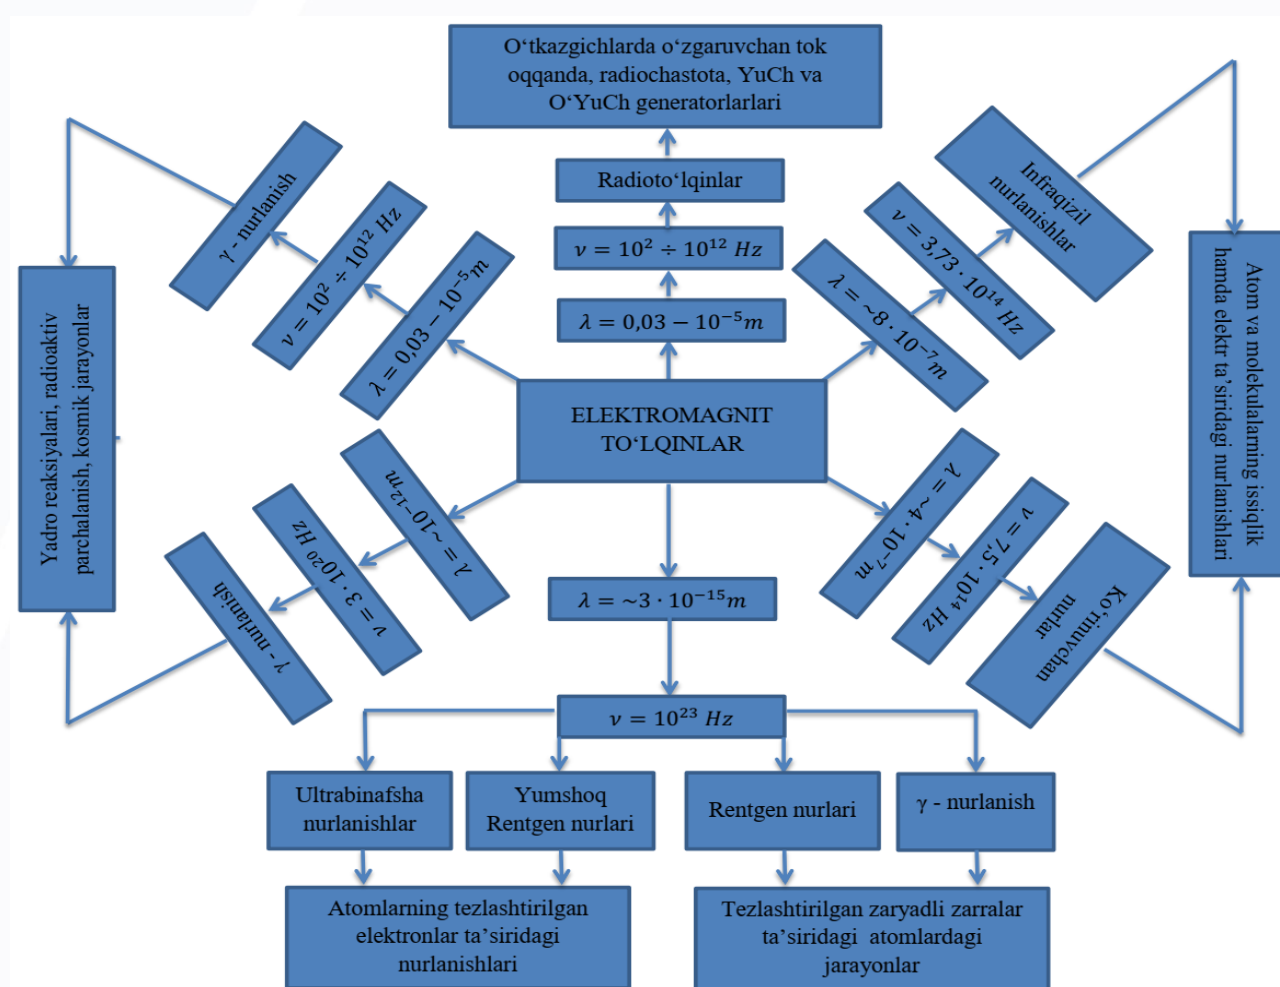 O‘tkazgichlarda o‘zgaruvchan tok
oqqanda, radiochastota, YuCh va
O‘YuCh generatorlarlari
Radioto‘lqinlar
ν = 10² ÷ 10¹² Hz
λ = 0,03 − 10⁻⁵m
γ - nurlanish
ν = 10² ÷ 10¹² Hz
λ = 0,03 − 10⁻⁵m
Infraqizil
nurlanishlar
ν = 3,73 · 10¹⁴ Hz
λ = ~8 · 10⁻⁷m
Yadro reaksiyalari, radioaktiv
parchalanish, kosmik jarayonlar
ELEKTROMAGNIT
TO‘LQINLAR
Atom va molekulalarning issiqlik
hamda elektr ta’siridagi nurlanishlari
λ = ~10⁻¹²m
ν = 3 · 10²⁰ Hz
γ - nurlanish
λ = ~4 · 10⁻⁷m
ν = 7,5 · 10¹⁴ Hz
Ko‘rinuvchan
nurlar
λ = ~3 · 10⁻¹⁵m
ν = 10²³ Hz
Ultrabinafsha
nurlanishlar
Yumshoq
Rentgen nurlari
Rentgen nurlari
γ - nurlanish
Atomlarning tezlashtirilgan
elektronlar ta’siridagi
nurlanishlari
Tezlashtirilgan zaryadli zarralar
ta’siridagi atomlardagi
jarayonlar